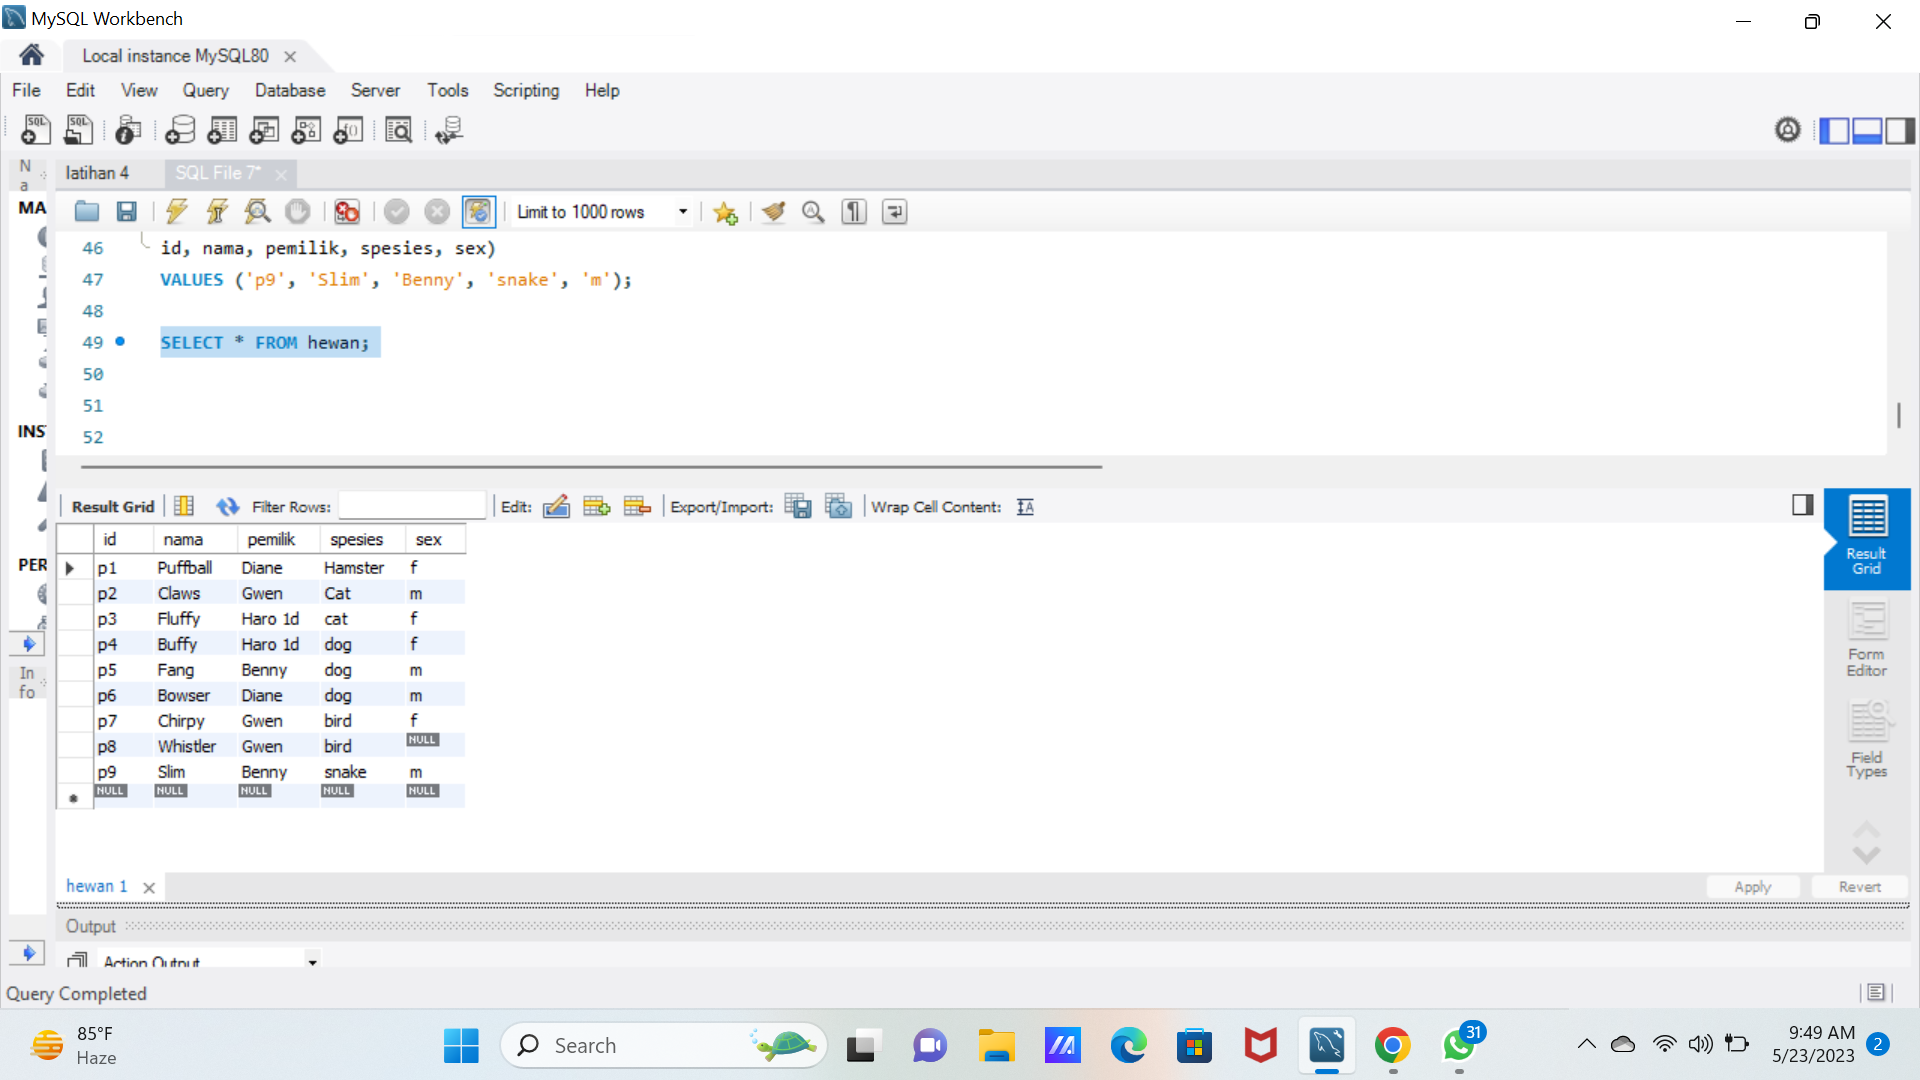 MySQL Workbench
Local instance MySQL80
File Edit View Query Database Server Tools Scripting Help
Na
latihan 4
SQL File 7*
MA
Limit to 1000 rows
46 id, nama, pemilik, spesies, sex)
47 VALUES ('p9', 'Slim', 'Benny', 'snake', 'm');
48
49 SELECT * FROM hewan;
50
51
52
INS
PER
In
fo
Result Grid Filter Rows: Edit: Export/Import: Wrap Cell Content:
id nama pemilik spesies sex
p1 Puffball Diane Hamster f
p2 Claws Gwen Cat m
p3 Fluffy Haro 1d cat f
p4 Buffy Haro 1d dog f
p5 Fang Benny dog m
p6 Bowser Diane dog m
p7 Chirpy Gwen bird f
p8 Whistler Gwen bird NULL
p9 Slim Benny snake m
NULL NULL NULL NULL NULL
Result
Grid
Form
Editor
Field
Types
hewan 1
Apply Revert
Output
Action Output
Query Completed
85°F
Haze
Search
31
9:49 AM
5/23/2023
2